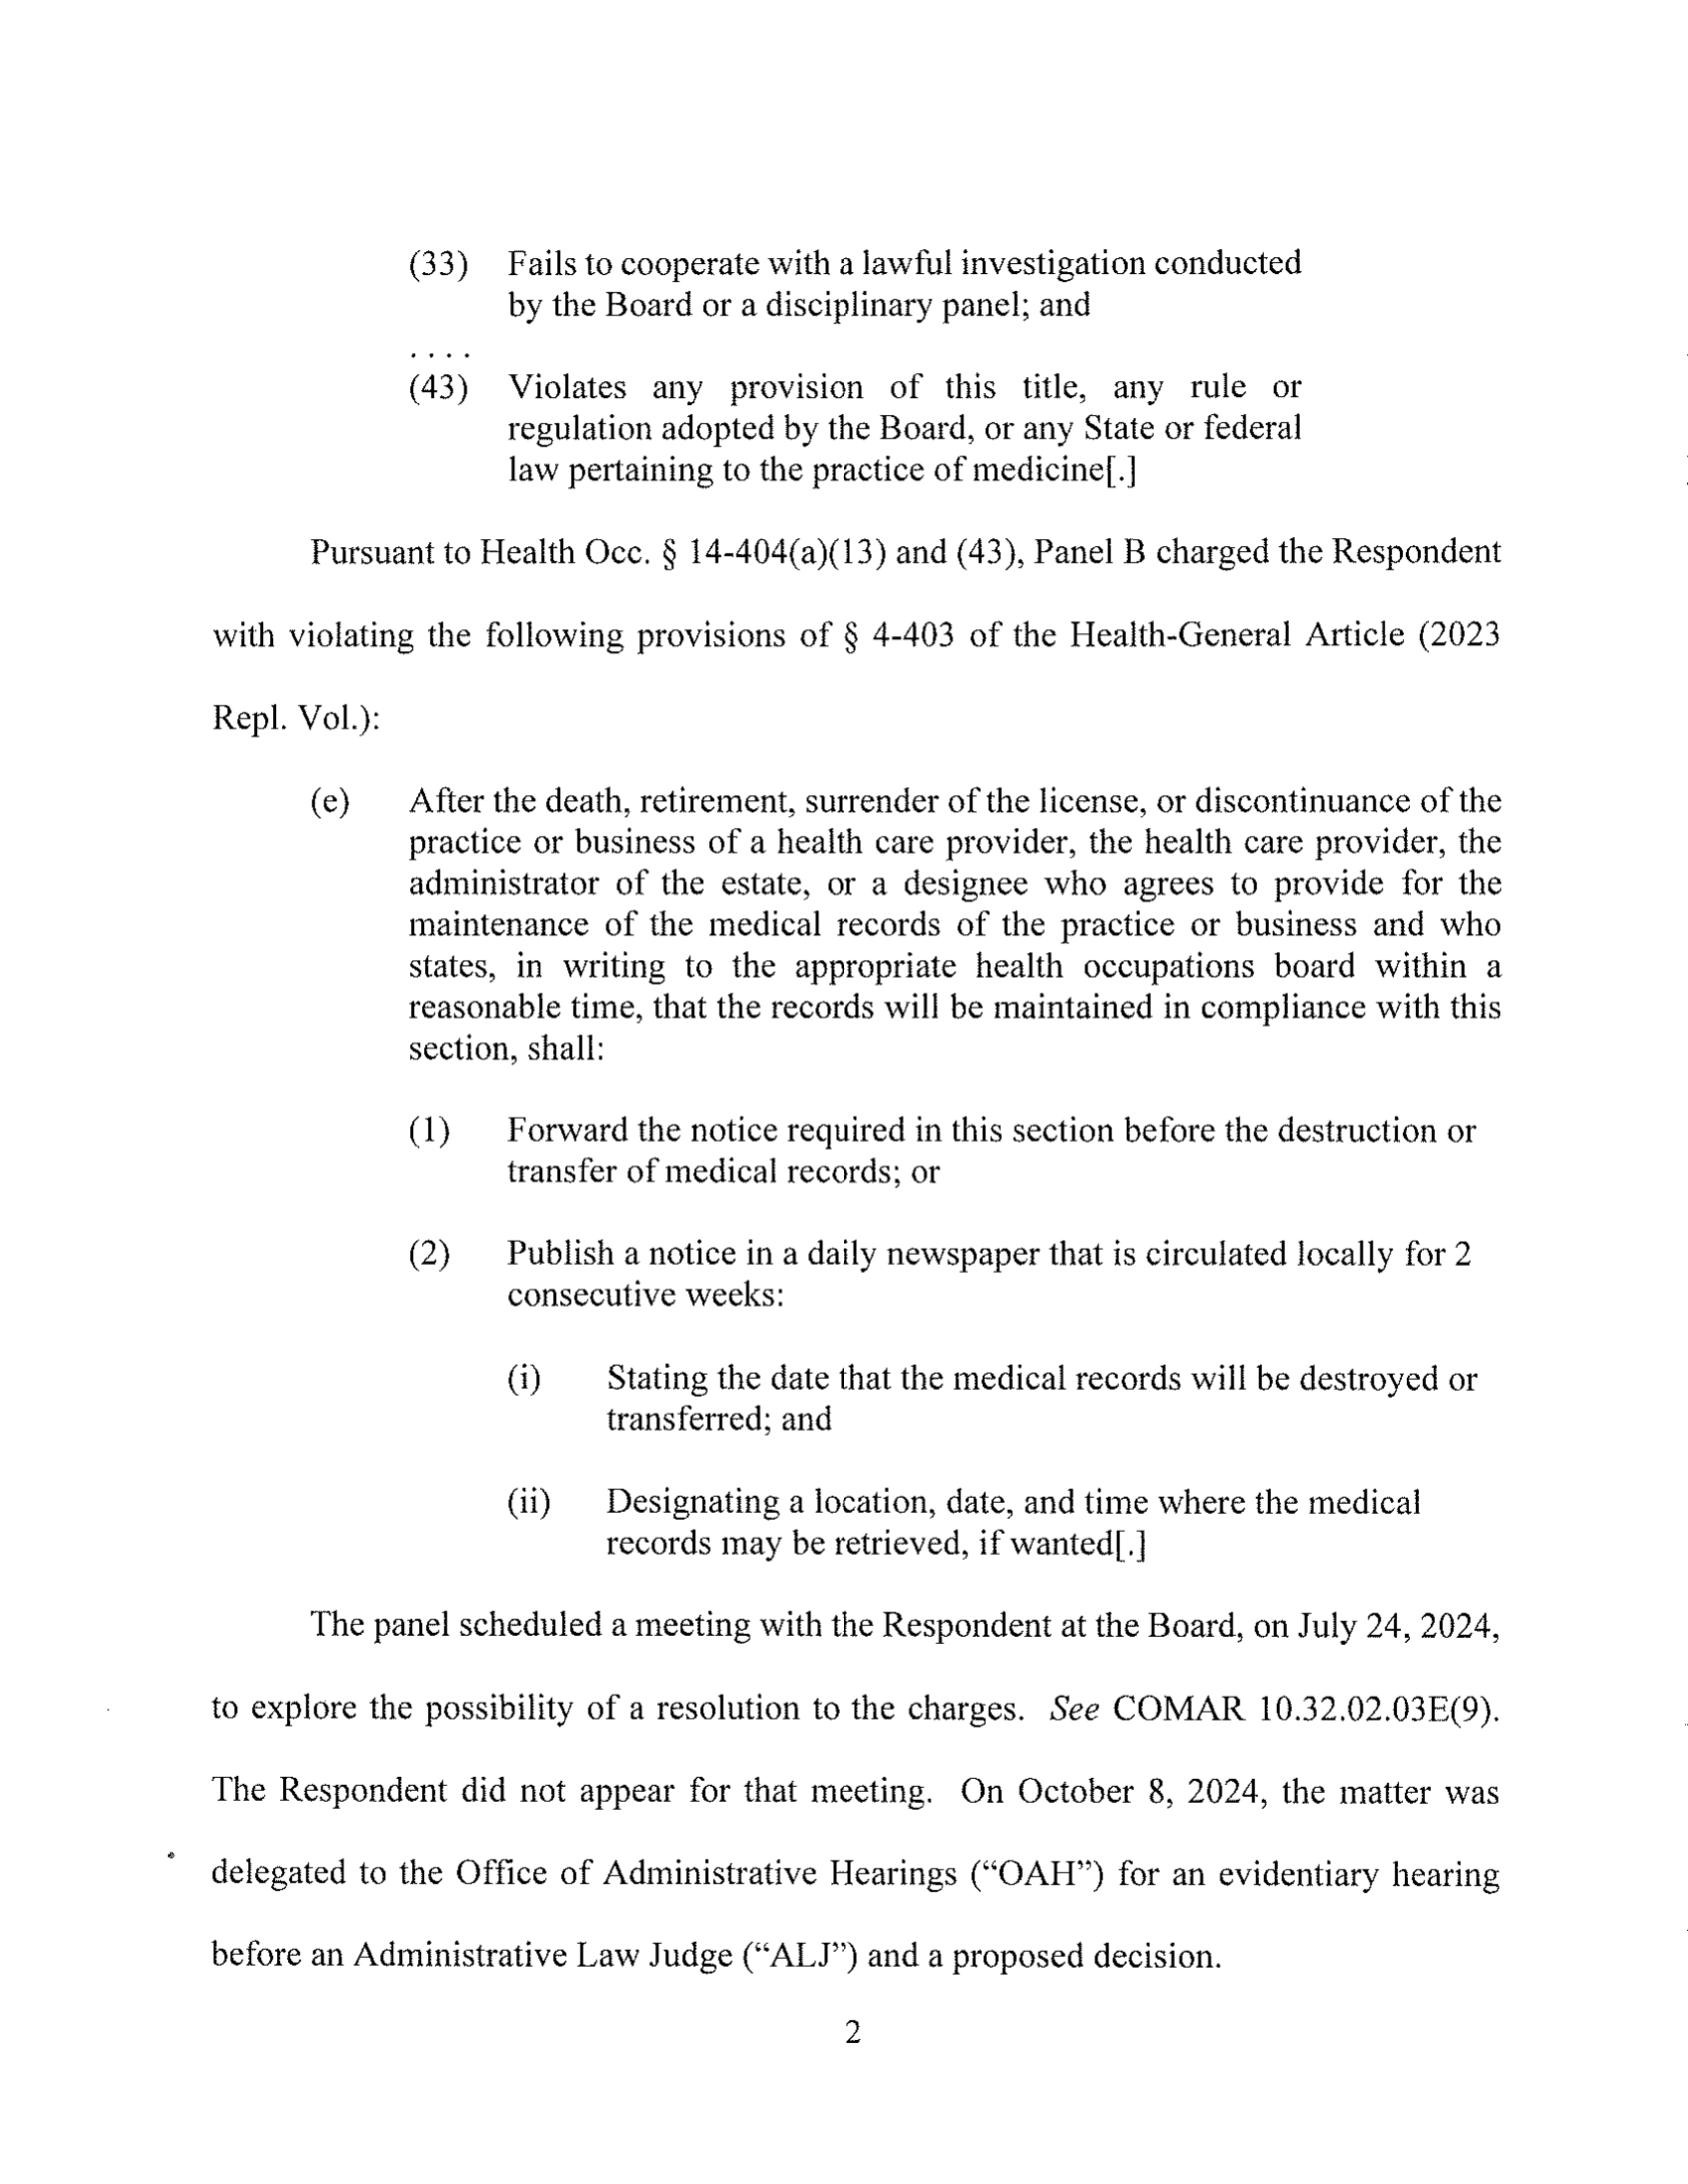 (33) Fails to cooperate with a lawful investigation conducted
by the Board or a disciplinary panel; and
. . . .
(43) Violates any provision of this title, any rule or
regulation adopted by the Board, or any State or federal
law pertaining to the practice of medicine[.]
Pursuant to Health Occ. § 14-404(a)(13) and (43), Panel B charged the Respondent
with violating the following provisions of § 4-403 of the Health-General Article (2023
Repl. Vol.):
(e) After the death, retirement, surrender of the license, or discontinuance of the
practice or business of a health care provider, the health care provider, the
administrator of the estate, or a designee who agrees to provide for the
maintenance of the medical records of the practice or business and who
states, in writing to the appropriate health occupations board within a
reasonable time, that the records will be maintained in compliance with this
section, shall:
(1) Forward the notice required in this section before the destruction or
transfer of medical records; or
(2) Publish a notice in a daily newspaper that is circulated locally for 2
consecutive weeks:
(i) Stating the date that the medical records will be destroyed or
transferred; and
(ii) Designating a location, date, and time where the medical
records may be retrieved, if wanted[.]
The panel scheduled a meeting with the Respondent at the Board, on July 24, 2024,
to explore the possibility of a resolution to the charges. See COMAR 10.32.02.03E(9).
The Respondent did not appear for that meeting. On October 8, 2024, the matter was
delegated to the Office of Administrative Hearings (“OAH”) for an evidentiary hearing
before an Administrative Law Judge (“ALJ”) and a proposed decision.
2